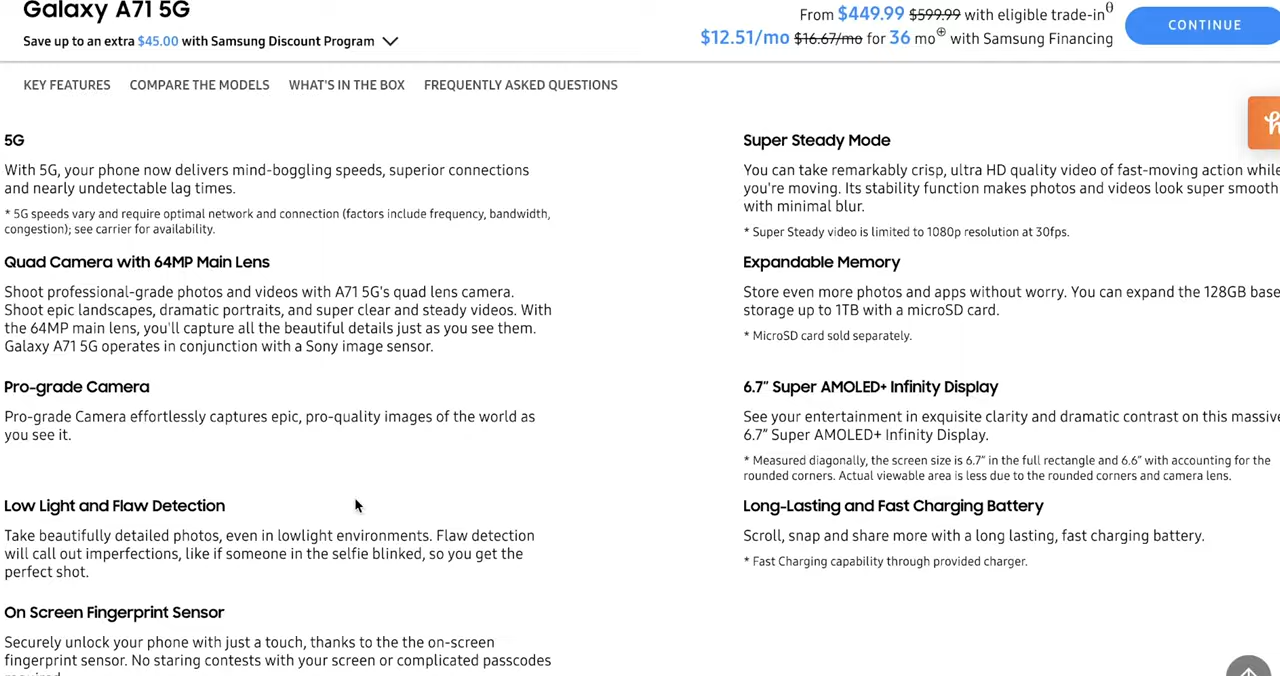 Galaxy A71 5G
Save up to an extra $45.00 with Samsung Discount Program
From $449.99 $599.99 with eligible trade-in θ
$12.51/mo $16.67/mo for 36 mo⊕ with Samsung Financing
CONTINUE
KEY FEATURES COMPARE THE MODELS WHAT'S IN THE BOX FREQUENTLY ASKED QUESTIONS
5G
With 5G, your phone now delivers mind-boggling speeds, superior connections
and nearly undetectable lag times.
* 5G speeds vary and require optimal network and connection (factors include frequency, bandwidth,
congestion); see carrier for availability.
Quad Camera with 64MP Main Lens
Shoot professional-grade photos and videos with A71 5G's quad lens camera.
Shoot epic landscapes, dramatic portraits, and super clear and steady videos. With
the 64MP main lens, you'll capture all the beautiful details just as you see them.
Galaxy A71 5G operates in conjunction with a Sony image sensor.
Pro-grade Camera
Pro-grade Camera effortlessly captures epic, pro-quality images of the world as
you see it.
Low Light and Flaw Detection
Take beautifully detailed photos, even in lowlight environments. Flaw detection
will call out imperfections, like if someone in the selfie blinked, so you get the
perfect shot.
On Screen Fingerprint Sensor
Securely unlock your phone with just a touch, thanks to the the on-screen
fingerprint sensor. No staring contests with your screen or complicated passcodes
Super Steady Mode
You can take remarkably crisp, ultra HD quality video of fast-moving action while
you're moving. Its stability function makes photos and videos look super smooth
with minimal blur.
* Super Steady video is limited to 1080p resolution at 30fps.
Expandable Memory
Store even more photos and apps without worry. You can expand the 128GB base
storage up to 1TB with a microSD card.
* MicroSD card sold separately.
6.7" Super AMOLED+ Infinity Display
See your entertainment in exquisite clarity and dramatic contrast on this massive
6.7" Super AMOLED+ Infinity Display.
* Measured diagonally, the screen size is 6.7" in the full rectangle and 6.6" with accounting for the
rounded corners. Actual viewable area is less due to the rounded corners and camera lens.
Long-Lasting and Fast Charging Battery
Scroll, snap and share more with a long lasting, fast charging battery.
* Fast Charging capability through provided charger.